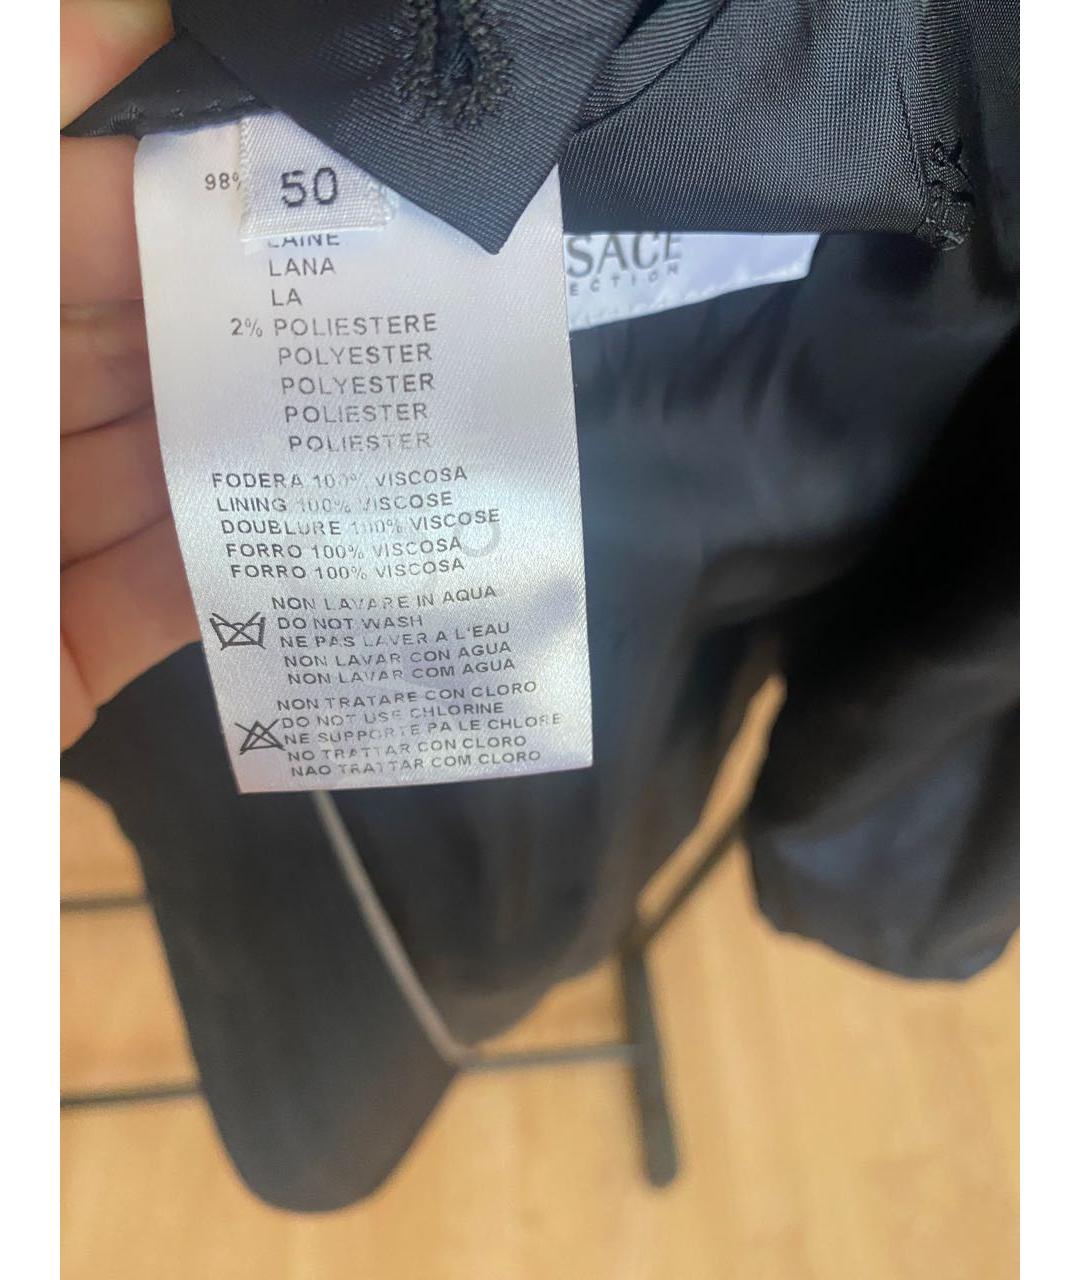 98%
50
LAINE
LANA
LA
2% POLIESTERE
POLYESTER
POLYESTER
POLIESTER
POLIESTER
FODERA 100% VISCOSA
LINING 100% VISCOSE
DOUBLURE 100% VISCOSE
FORRO 100% VISCOSA
FORRO 100% VISCOSA
NON LAVARE IN AQUA
DO NOT WASH
NE PAS LAVER A L'EAU
NON LAVAR CON AGUA
NON LAVAR COM AGUA
NON TRATARE CON CLORO
DO NOT USE CHLORINE
NE SUPPORTE PA LE CHLORE
NO TRATTAR CON CLORO
NAO TRATTAR COM CLORO
SACE
ECTION